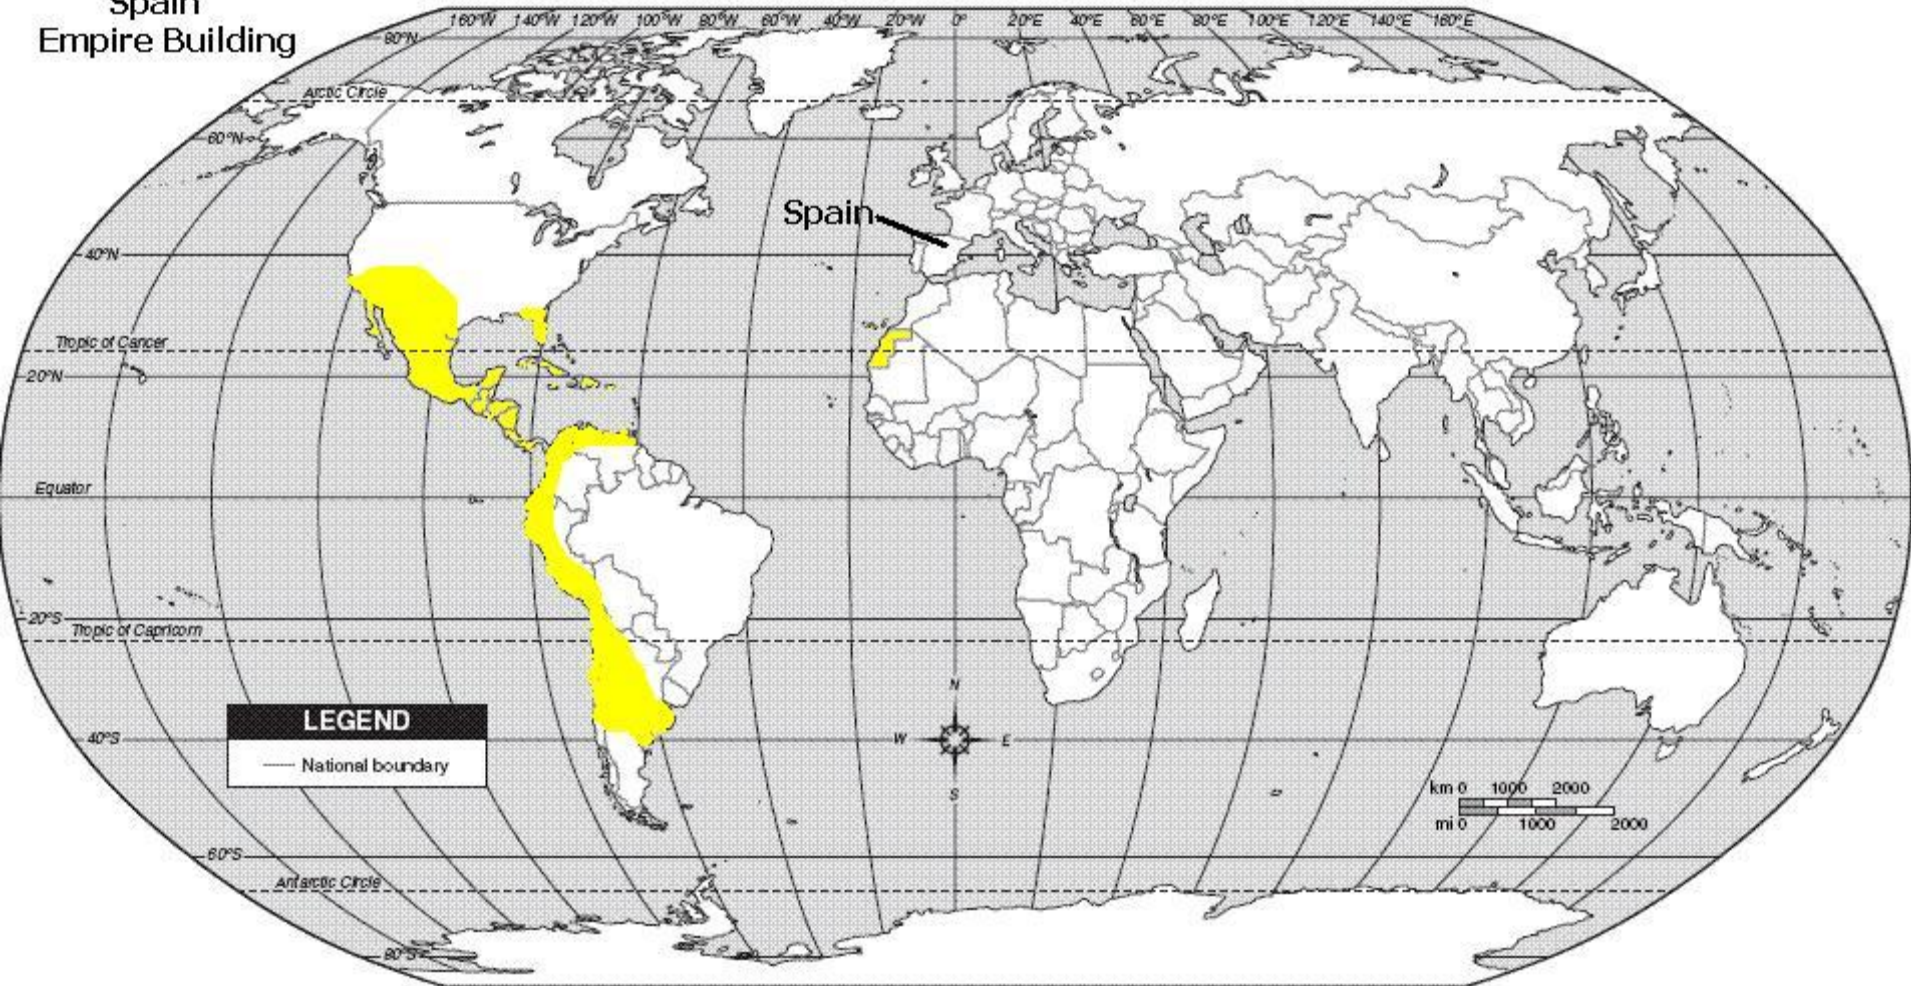 Spain
Empire Building
160°W 140°W 120°W 100°W 80°W 60°W 40°W 20°W 0° 20°E 40°E 60°E 80°E 100°E 120°E 140°E 160°E
80°N
Arctic Circle
60°N
Spain
40°N
Tropic of Cancer
20°N
Equator
20°S
Tropic of Capricorn
N
W E
S
LEGEND
National boundary
40°S
km 0 1000 2000
mi 0 1000 2000
60°S
Antarctic Circle
80°S